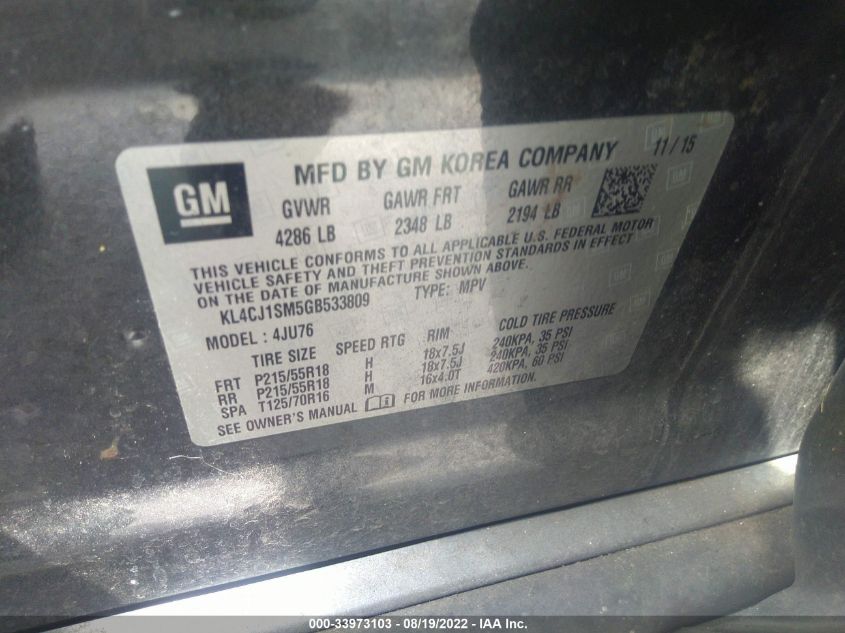 GM
MFD BY GM KOREA COMPANY 11/15
GVWR GAWR FRT GAWR RR
4286 LB 2348 LB 2194 LB
THIS VEHICLE CONFORMS TO ALL APPLICABLE U.S. FEDERAL MOTOR
VEHICLE SAFETY AND THEFT PREVENTION STANDARDS IN EFFECT
ON THE DATE OF MANUFACTURE SHOWN ABOVE.
KL4CJ1SM5GB533809 TYPE: MPV
MODEL : 4JU76
TIRE SIZE SPEED RTG RIM COLD TIRE PRESSURE
FRT P215/55R18 H 18x7.5J 240KPA, 35 PSI
RR P215/55R18 H 18x7.5J 240KPA, 35 PSI
SPA T125/70R16 M 16x4.0T 420KPA, 60 PSI
SEE OWNER'S MANUAL FOR MORE INFORMATION.
000-33973103 - 08/19/2022 - IAA Inc.